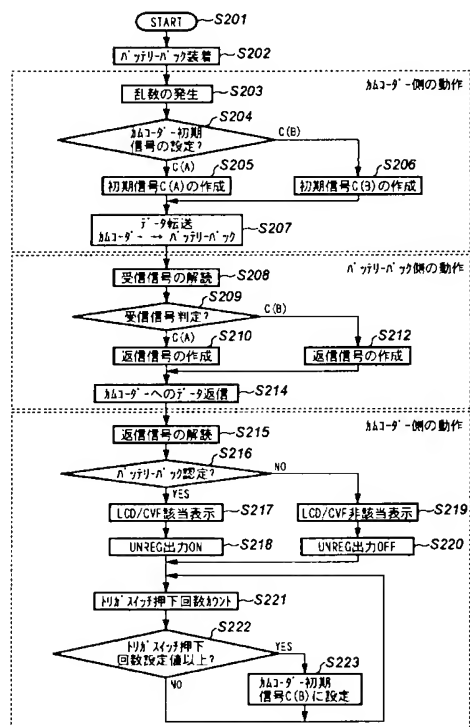 START
S201
バッテリーパック装着
S202
カムコーダー側の動作
乱数の発生
S203
カムコーダー初期
信号の設定?
S204
C(A)
C(B)
初期信号C(A)の作成
S205
初期信号C(B)の作成
S206
データ転送
カムコーダ → → バッテリーパック
S207
バッテリーパック側の動作
受信信号の解読
S208
受信信号判定?
S209
C(A)
C(B)
返信信号の作成
S210
返信信号の作成
S212
カムコーダーへのデータ返信
S214
カムコーダー側の動作
返信信号の解読
S215
バッテリーパック認定?
S216
YES
NO
LCD/CVF該当表示
S217
LCD/CVF非該当表示
S219
UNREG出力ON
S218
UNREG出力OFF
S220
トリガスイッチ押下回数カウント
S221
トリガスイッチ押下
回数設定値以上?
S222
YES
NO
カムコーダー初期
信号C(B)に設定
S223